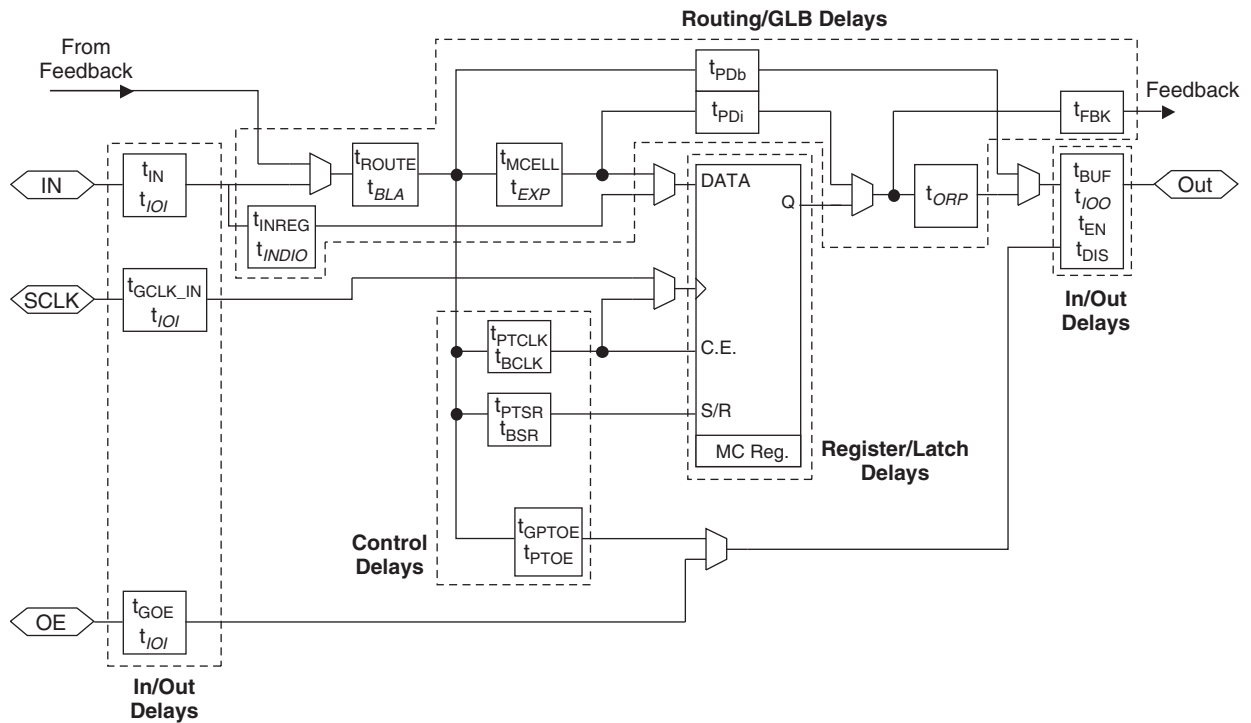 Routing/GLB Delays
From
Feedback
tPDb
tPDi
Feedback
tFBK
IN
tIN
tIOI
tROUTE
tBLA
tMCELL
tEXP
DATA
Q
tORP
tBUF
tIOO
tEN
tDIS
Out
tINREG
tINDIO
SCLK
tGCLK_IN
tIOI
In/Out
Delays
tPTCLK
tBCLK
C.E.
tPTSR
tBSR
S/R
MC Reg.
Register/Latch
Delays
Control
Delays
tGPTOE
tPTOE
OE
tGOE
tIOI
In/Out
Delays